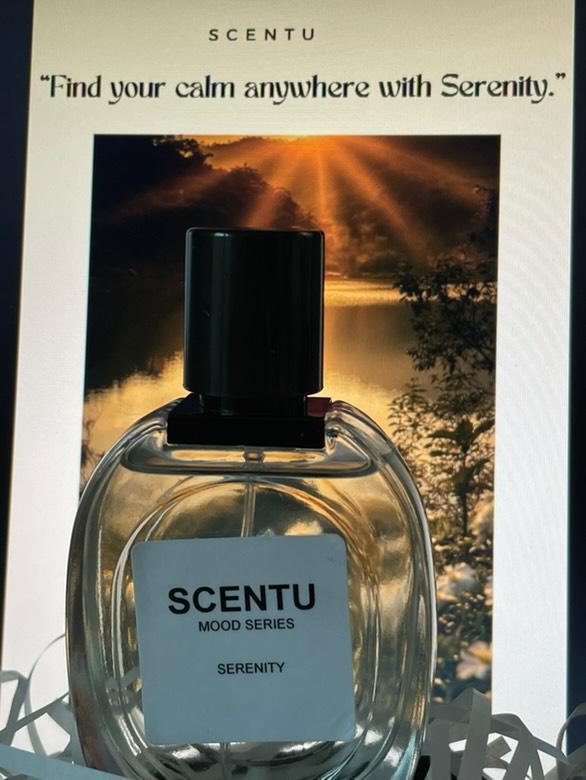 SCENTU
“Find your calm anywhere with Serenity.”
SCENTU
MOOD SERIES
SERENITY